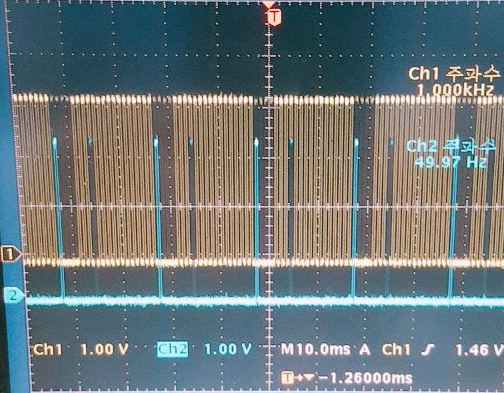 T
Ch1 주파수
1.000kHz
Ch2 주파수
49.97 Hz
1
2
Ch1 1.00 V Ch2 1.00 V M10.0ms A Ch1 ƒ 1.46 V
T→▼ −1.26000ms